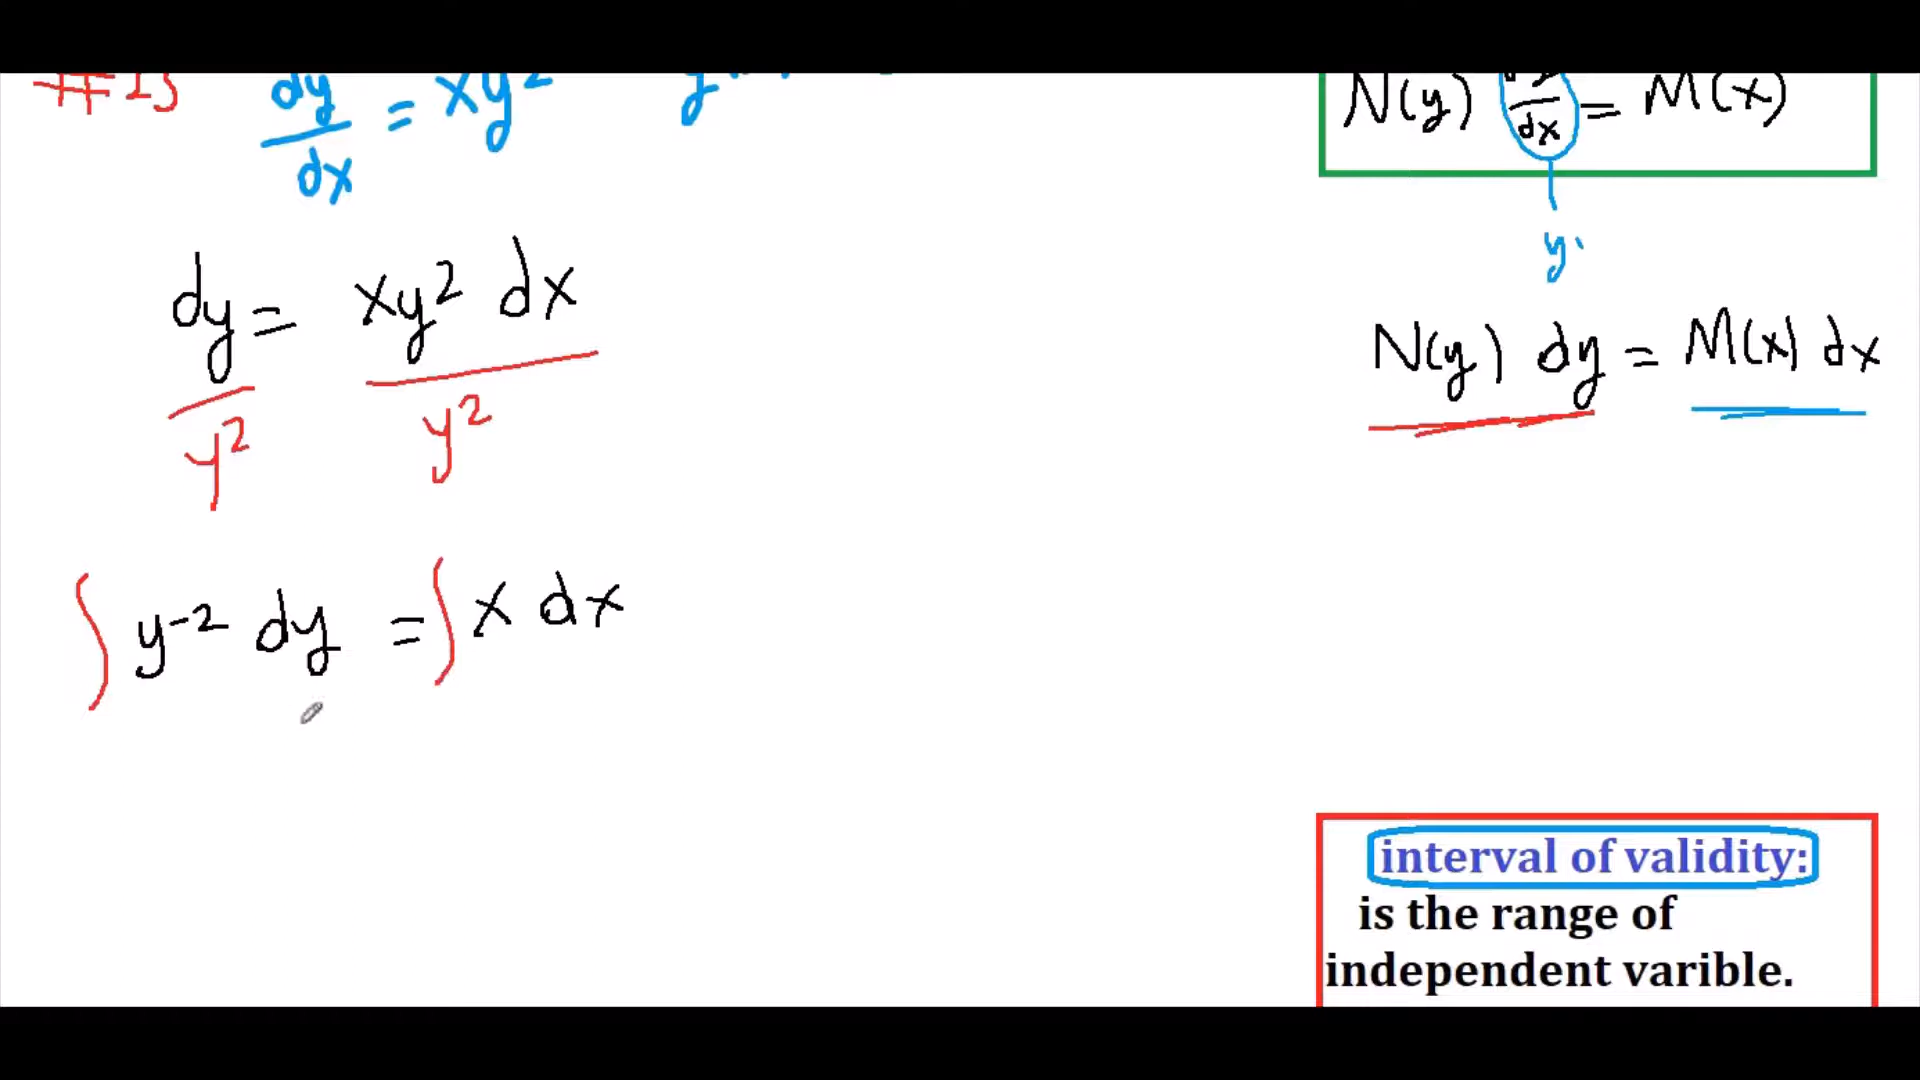 dy/dx = xy²
N(y) dy/dx = M(x)
y'
dy = xy² dx
y² y²
N(y) dy = M(x) dx
∫ y⁻² dy = ∫ x dx
interval of validity:
is the range of
independent varible.